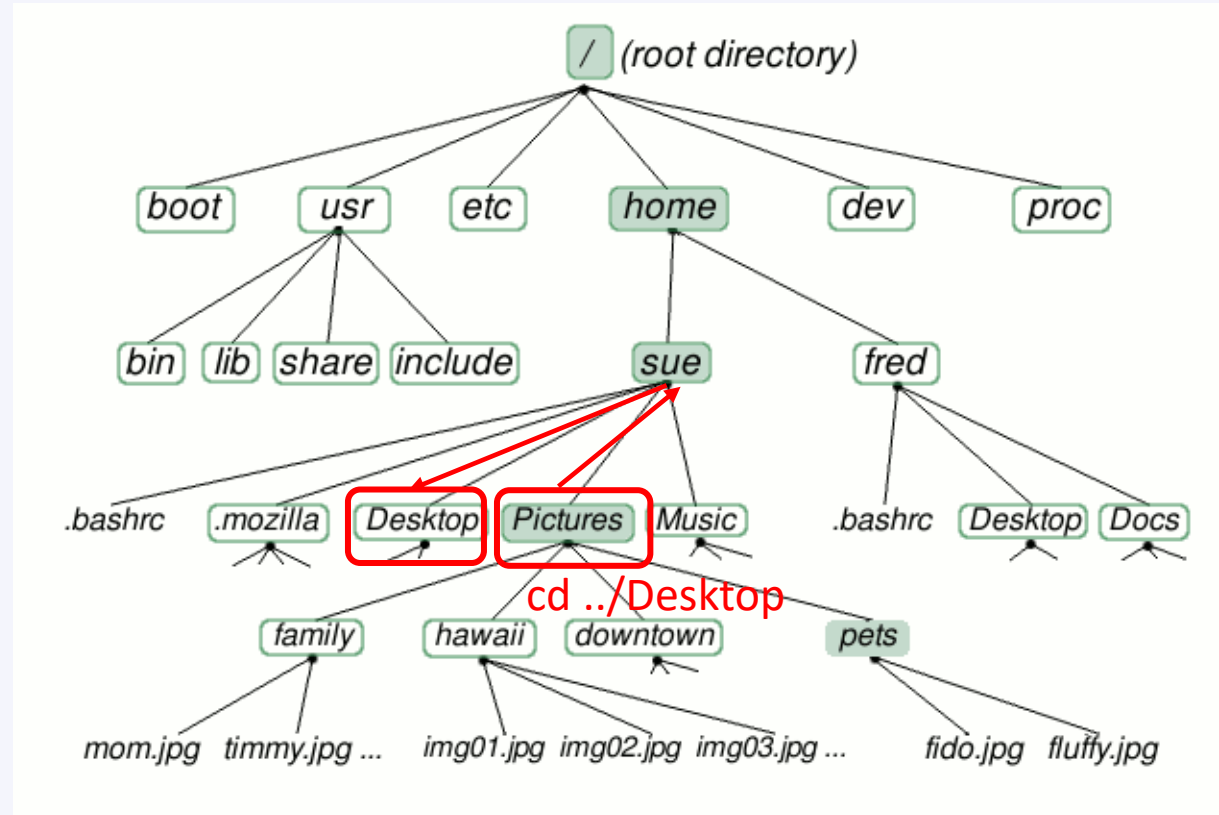 / (root directory)
boot usr etc home dev proc
bin lib share include sue fred
.bashrc .mozilla Desktop Pictures Music .bashrc Desktop Docs
cd ../Desktop
family hawaii downtown pets
mom.jpg timmy.jpg ... img01.jpg img02.jpg img03.jpg ... fido.jpg fluffy.jpg